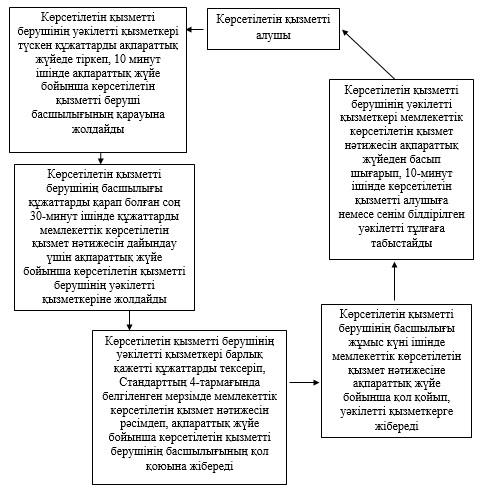 Көрсетілетін қызметті
алушы
Көрсетілетін қызметті
берушінің уәкілетті қызметкері
түскен құжаттарды ақпараттық
жүйеде тіркеп, 10 минут
ішінде ақпараттық жүйе
бойынша көрсетілетін
қызметті беруші
басшылығының қарауына
жолдайды
Көрсетілетін қызметті
берушінің басшылығы
құжаттарды қарап болған соң
30-минут ішінде құжаттарды
мемлекеттік көрсетілетін
қызмет нәтижесін дайындау
үшін ақпараттық жүйе
бойынша көрсетілетін қызметті
берушінің уәкілетті
қызметкеріне жолдайды
Көрсетілетін қызметті берушінің
уәкілетті қызметкері барлық
қажетті құжаттарды тексеріп,
Стандарттың 4-тармағында
белгіленген мерзімде мемлекеттік
көрсетілетін қызмет нәтижесін
рәсімдеп, ақпараттық жүйе
бойынша көрсетілетін қызметті
берушінің басшылығының қол
қоюына жібереді
Көрсетілетін қызметті
берушінің басшылығы
жұмыс күні ішінде
мемлекеттік көрсетілетін
қызмет нәтижесіне
ақпараттық жүйе
бойынша қол қойып,
уәкілетті қызметкерге
жібереді
Көрсетілетін қызметті
берушінің уәкілетті
қызметкері мемлекеттік
көрсетілетін қызмет
нәтижесін ақпараттық
жүйеден басып
шығарып, 10-минут
ішінде көрсетілетін
қызметті алушыға
немесе сенім білдірілген
уәкілетті тұлғаға
табыстайды